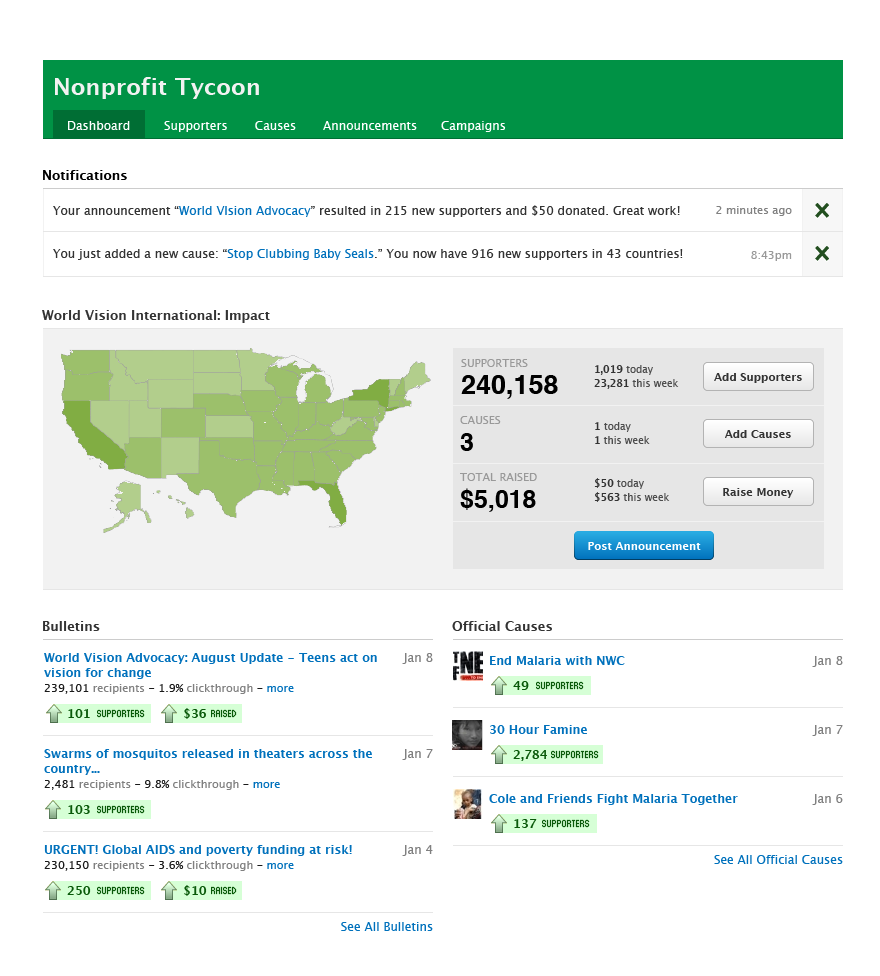 Nonprofit Tycoon
Dashboard Supporters Causes Announcements Campaigns
Notifications
Your announcement “World VIsion Advocacy” resulted in 215 new supporters and $50 donated. Great work! 2 minutes ago
You just added a new cause: “Stop Clubbing Baby Seals.” You now have 916 new supporters in 43 countries! 8:43pm
World Vision International: Impact
SUPPORTERS
240,158
1,019 today
23,281 this week
Add Supporters
CAUSES
3
1 today
1 this week
Add Causes
TOTAL RAISED
$5,018
$50 today
$563 this week
Raise Money
Post Announcement
Bulletins
World Vision Advocacy: August Update – Teens act on Jan 8
vision for change
239,101 recipients – 1.9% clickthrough – more
101 SUPPORTERS $36 RAISED
Swarms of mosquitos released in theaters across the Jan 7
country...
2,481 recipients – 9.8% clickthrough – more
103 SUPPORTERS
URGENT! Global AIDS and poverty funding at risk! Jan 4
230,150 recipients – 3.6% clickthrough – more
250 SUPPORTERS $10 RAISED
See All Bulletins
Official Causes
End Malaria with NWC Jan 8
49 SUPPORTERS
30 Hour Famine Jan 7
2,784 SUPPORTERS
Cole and Friends Fight Malaria Together Jan 6
137 SUPPORTERS
See All Official Causes